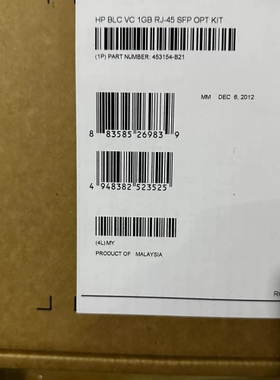 HP BLC VC 1GB RJ-45 SFP OPT KIT
(1P) PART NUMBER: 453154-B21
MM DEC 6, 2012
8 83585 26983 9
4 948382 523525
(4L) MY
PRODUCT OF MALAYSIA